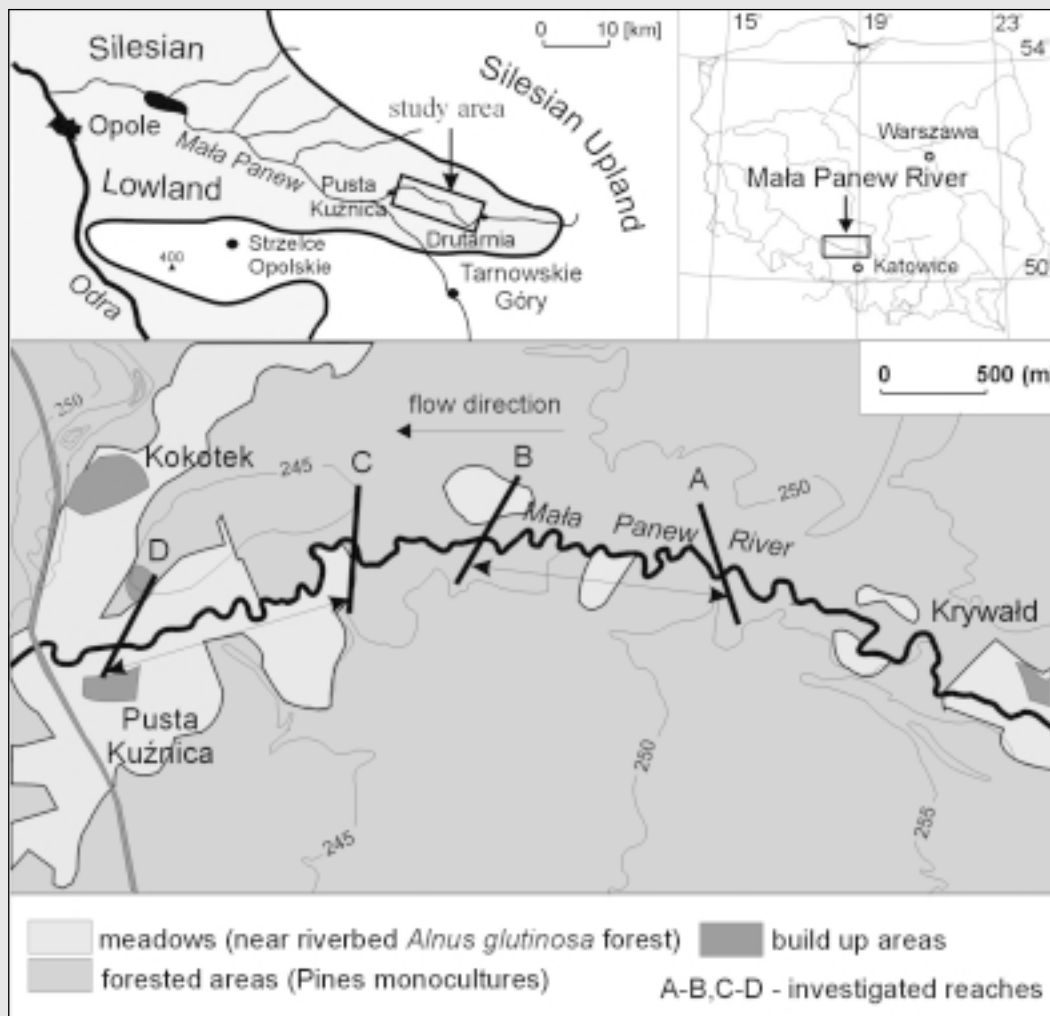 Silesian
0 10 [km]
Silesian Upland
study area
Opole
Mała Panew
Lowland
Pusta
Kuźnica
Drutarnia
Strzelce
Opolskie
400
Tarnowskie
Góry
Odra
15°
19°
23°
54°
Warszawa
Mała Panew River
Katowice
50°
0 500 (m
flow direction
250
Kokotek
245
C
B
A
250
Mała Panew River
D
Krywałd
Pusta
Kuźnica
250
245
255
meadows (near riverbed Alnus glutinosa forest)
build up areas
forested areas (Pines monocultures)
A-B,C-D - investigated reaches